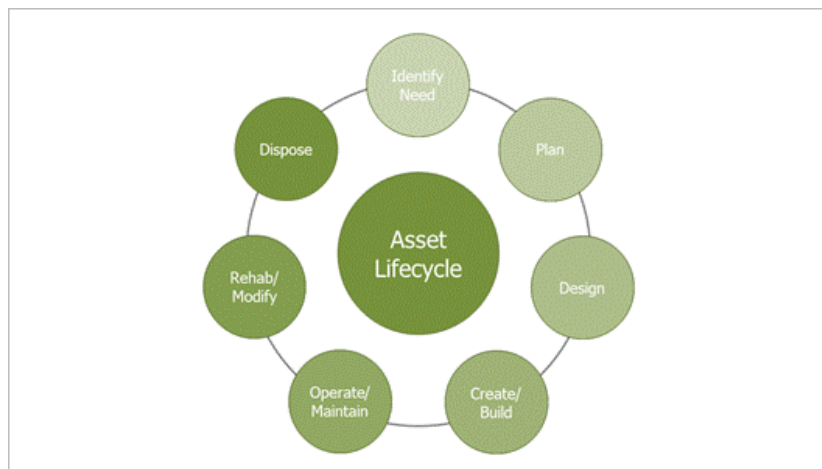 Identify
Need
Plan
Design
Create/
Build
Operate/
Maintain
Rehab/
Modify
Dispose
Asset
Lifecycle